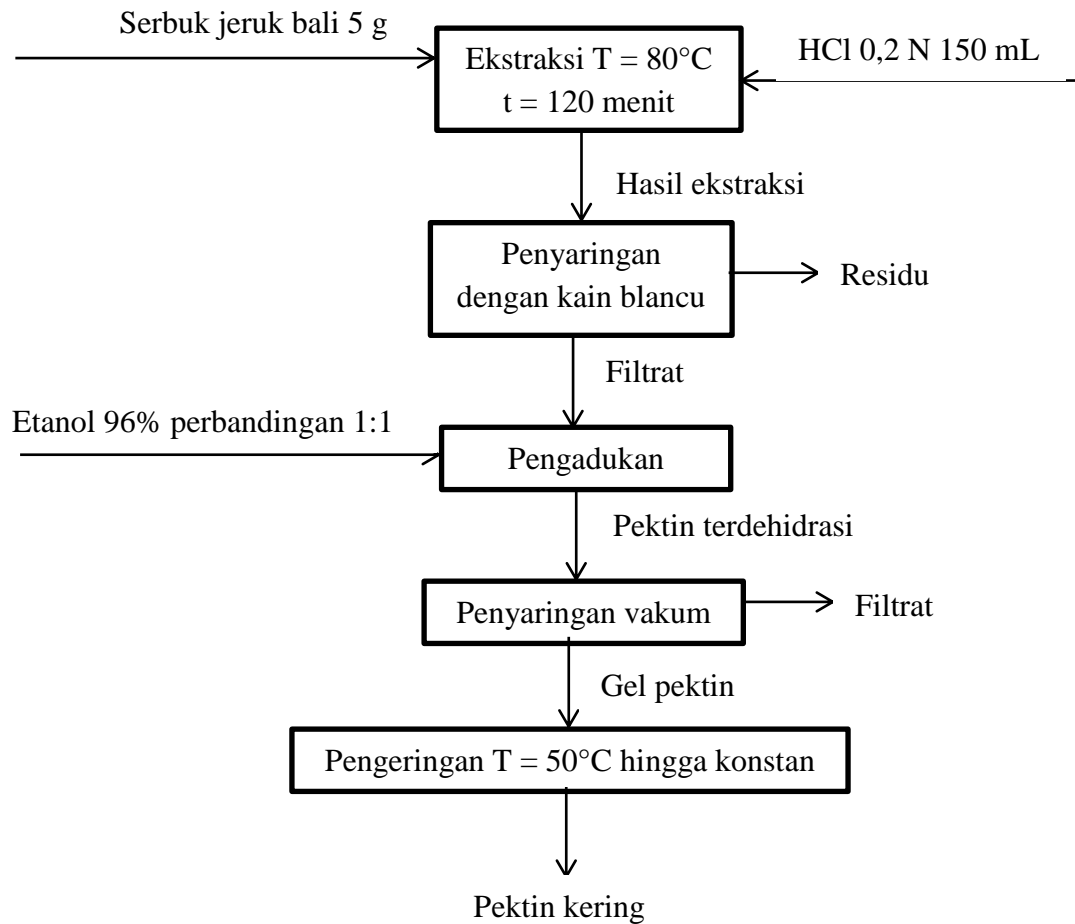 Serbuk jeruk bali 5 g
Ekstraksi T = 80°C
t = 120 menit
HCl 0,2 N 150 mL
Hasil ekstraksi
Penyaringan
dengan kain blancu
Residu
Filtrat
Etanol 96% perbandingan 1:1
Pengadukan
Pektin terdehidrasi
Penyaringan vakum
Filtrat
Gel pektin
Pengeringan T = 50°C hingga konstan
Pektin kering